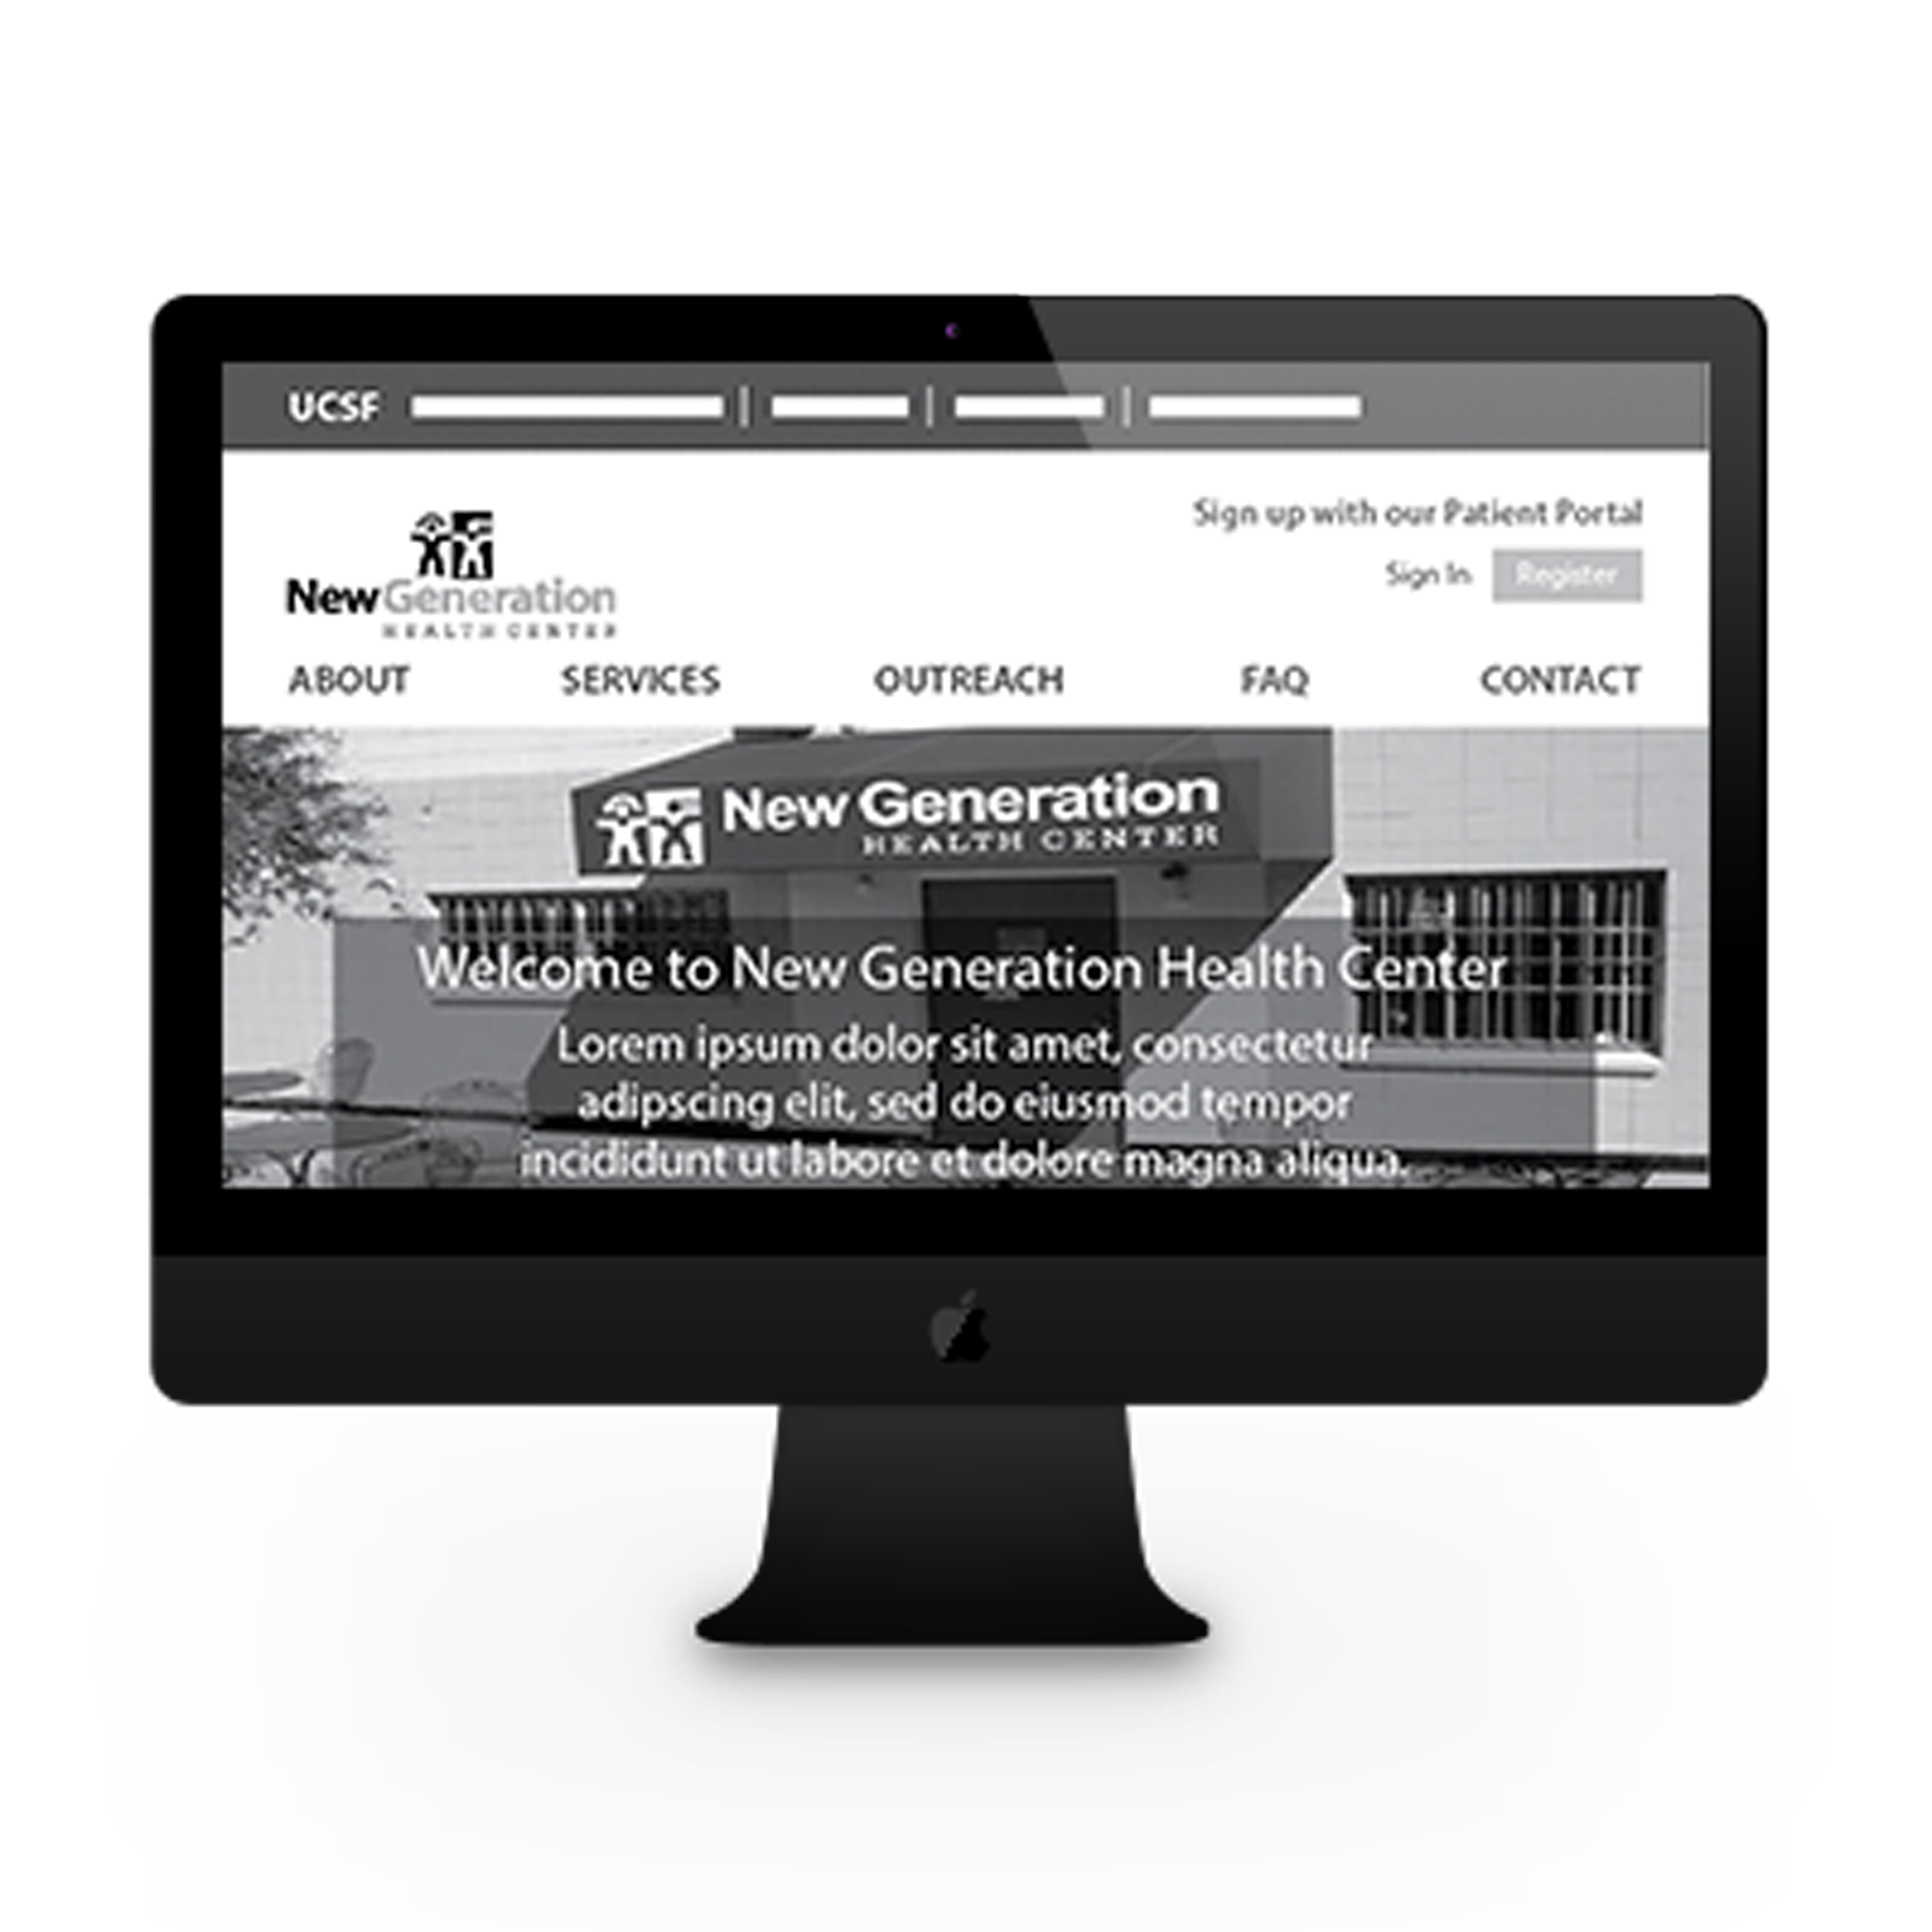 UCSF
Sign up with our Patient Portal
Sign In Register
NewGeneration
HEALTH CENTER
ABOUT SERVICES OUTREACH FAQ CONTACT
New Generation
HEALTH CENTER
Welcome to New Generation Health Center
Lorem ipsum dolor sit amet, consectetur
adipscing elit, sed do eiusmod tempor
incididunt ut labore et dolore magna aliqua.